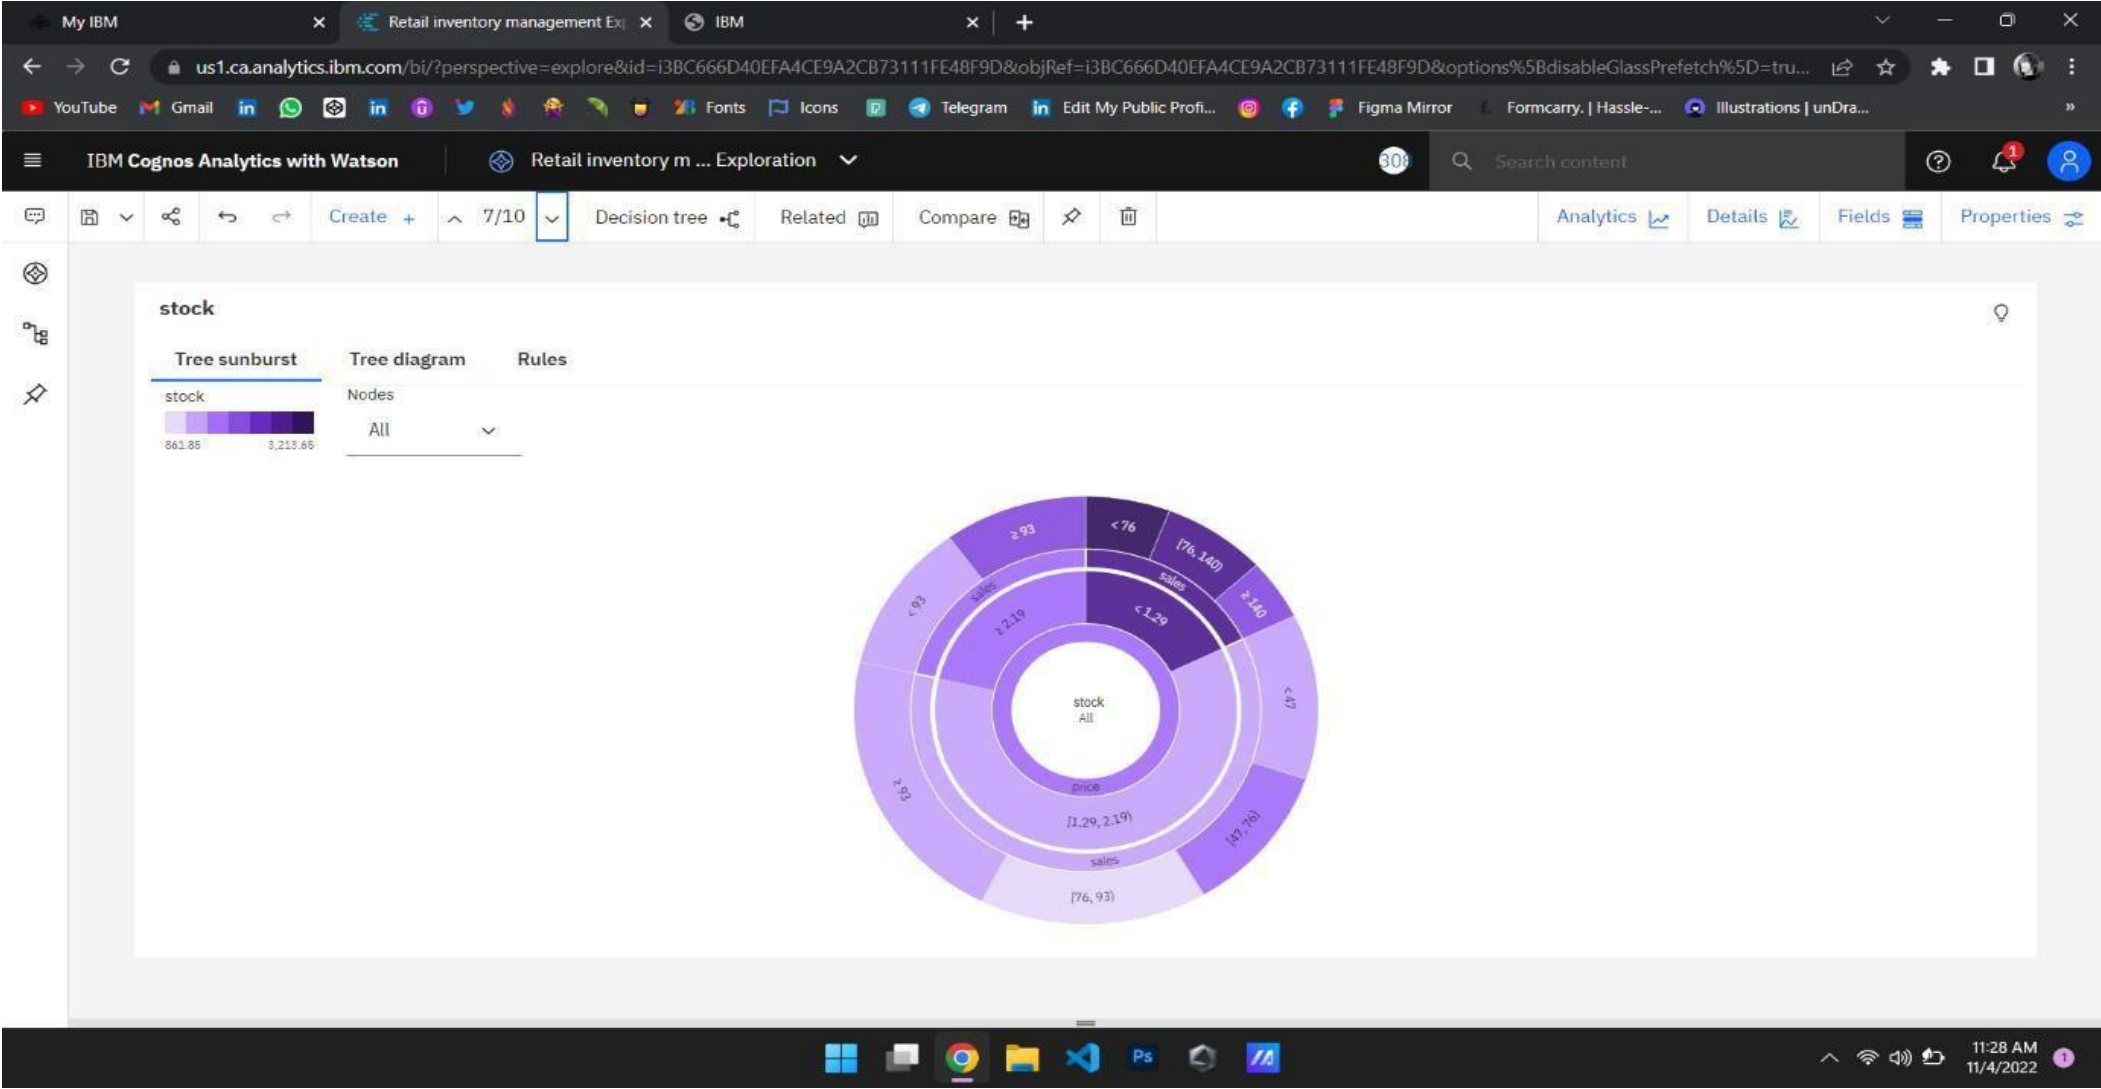 My IBM
Retail inventory management Ex
IBM
us1.ca.analytics.ibm.com/bi/?perspective=explore&id=i3BC666D40EFA4CE9A2CB73111FE48F9D&objRef=i3BC666D40EFA4CE9A2CB73111FE48F9D&options%5BdisableGlassPrefetch%5D=tru...
YouTube Gmail Fonts Icons Telegram Edit My Public Profi... Figma Mirror Formcarry. | Hassle-... Illustrations | unDra... »
IBM Cognos Analytics with Watson
Retail inventory m ... Exploration
Search content
1
Create + 7/10 Decision tree Related Compare Analytics Details Fields Properties
stock
Tree sunburst Tree diagram Rules
stock
861.85 3,213.65
Nodes
All
≥ 93
< 76
[76, 140)
≥ 140
< 93
sales
sales
≥ 2.19
< 1.29
< 47
stock
All
price
[1.29, 2.19)
≥ 93
[47, 76)
sales
[76, 93)
Ps
11:28 AM
11/4/2022
1